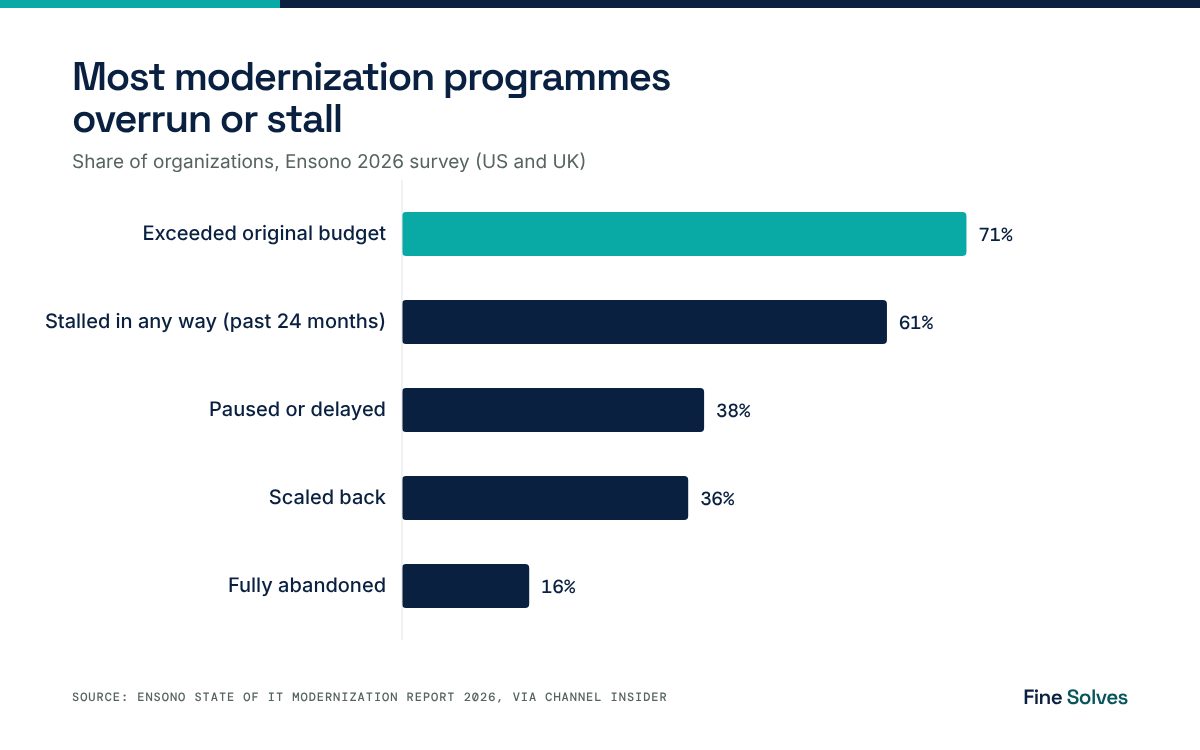 Most modernization programmes
overrun or stall
Share of organizations, Ensono 2026 survey (US and UK)
Exceeded original budget 71%
Stalled in any way (past 24 months) 61%
Paused or delayed 38%
Scaled back 36%
Fully abandoned 16%
SOURCE: ENSONO STATE OF IT MODERNIZATION REPORT 2026, VIA CHANNEL INSIDER
Fine Solves